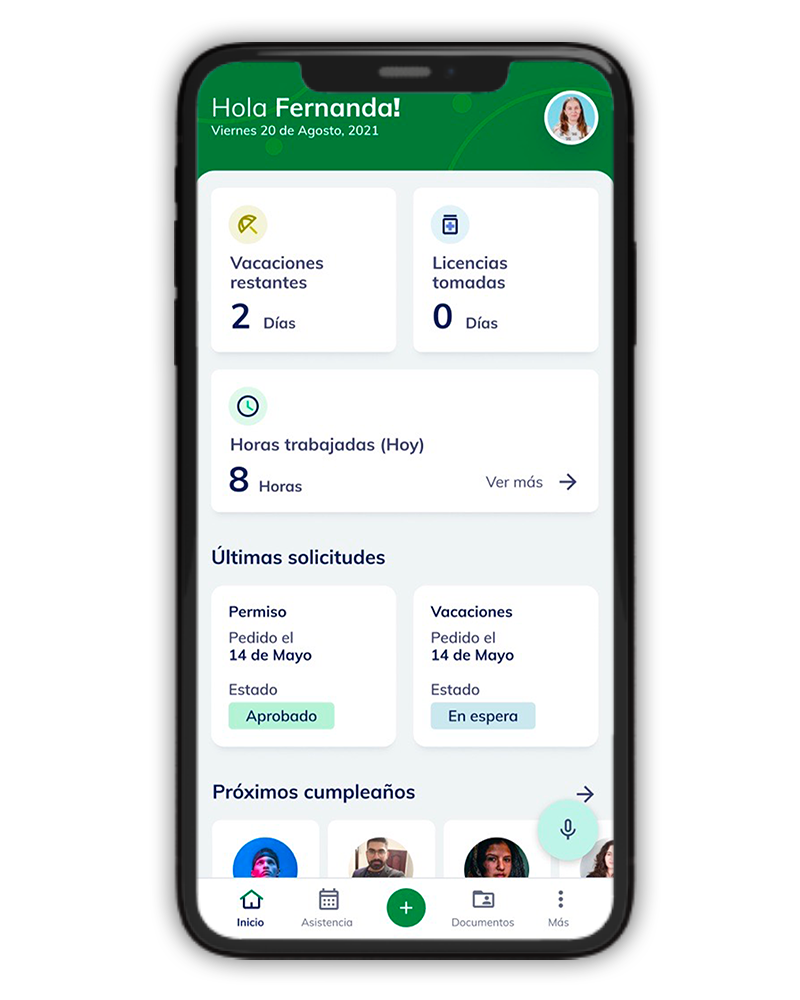 Hola Fernanda!
Viernes 20 de Agosto, 2021
Vacaciones
restantes
2 Días
Licencias
tomadas
0 Días
Horas trabajadas (Hoy)
8 Horas
Ver más
Últimas solicitudes
Permiso
Pedido el
14 de Mayo
Estado
Aprobado
Vacaciones
Pedido el
14 de Mayo
Estado
En espera
Próximos cumpleaños
Inicio
Asistencia
Documentos
Más